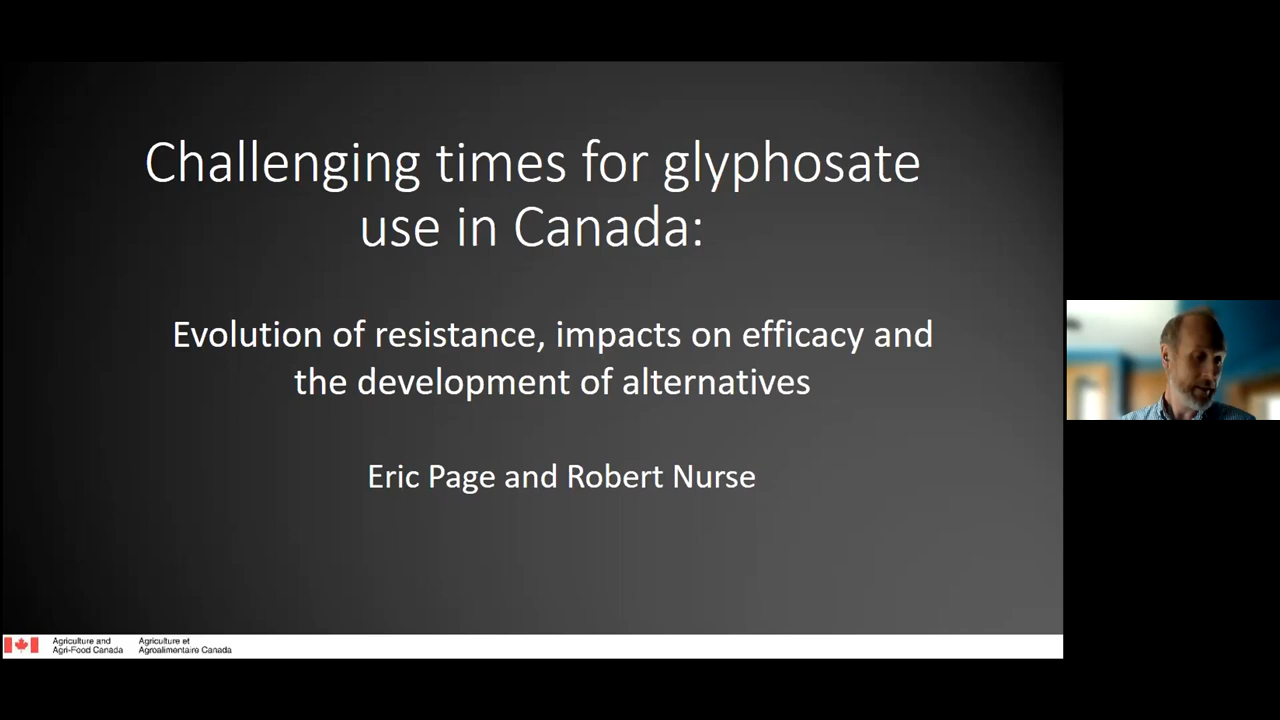 Challenging times for glyphosate
use in Canada:
Evolution of resistance, impacts on efficacy and
the development of alternatives
Eric Page and Robert Nurse
Agriculture and
Agri-Food Canada
Agriculture et
Agroalimentaire Canada